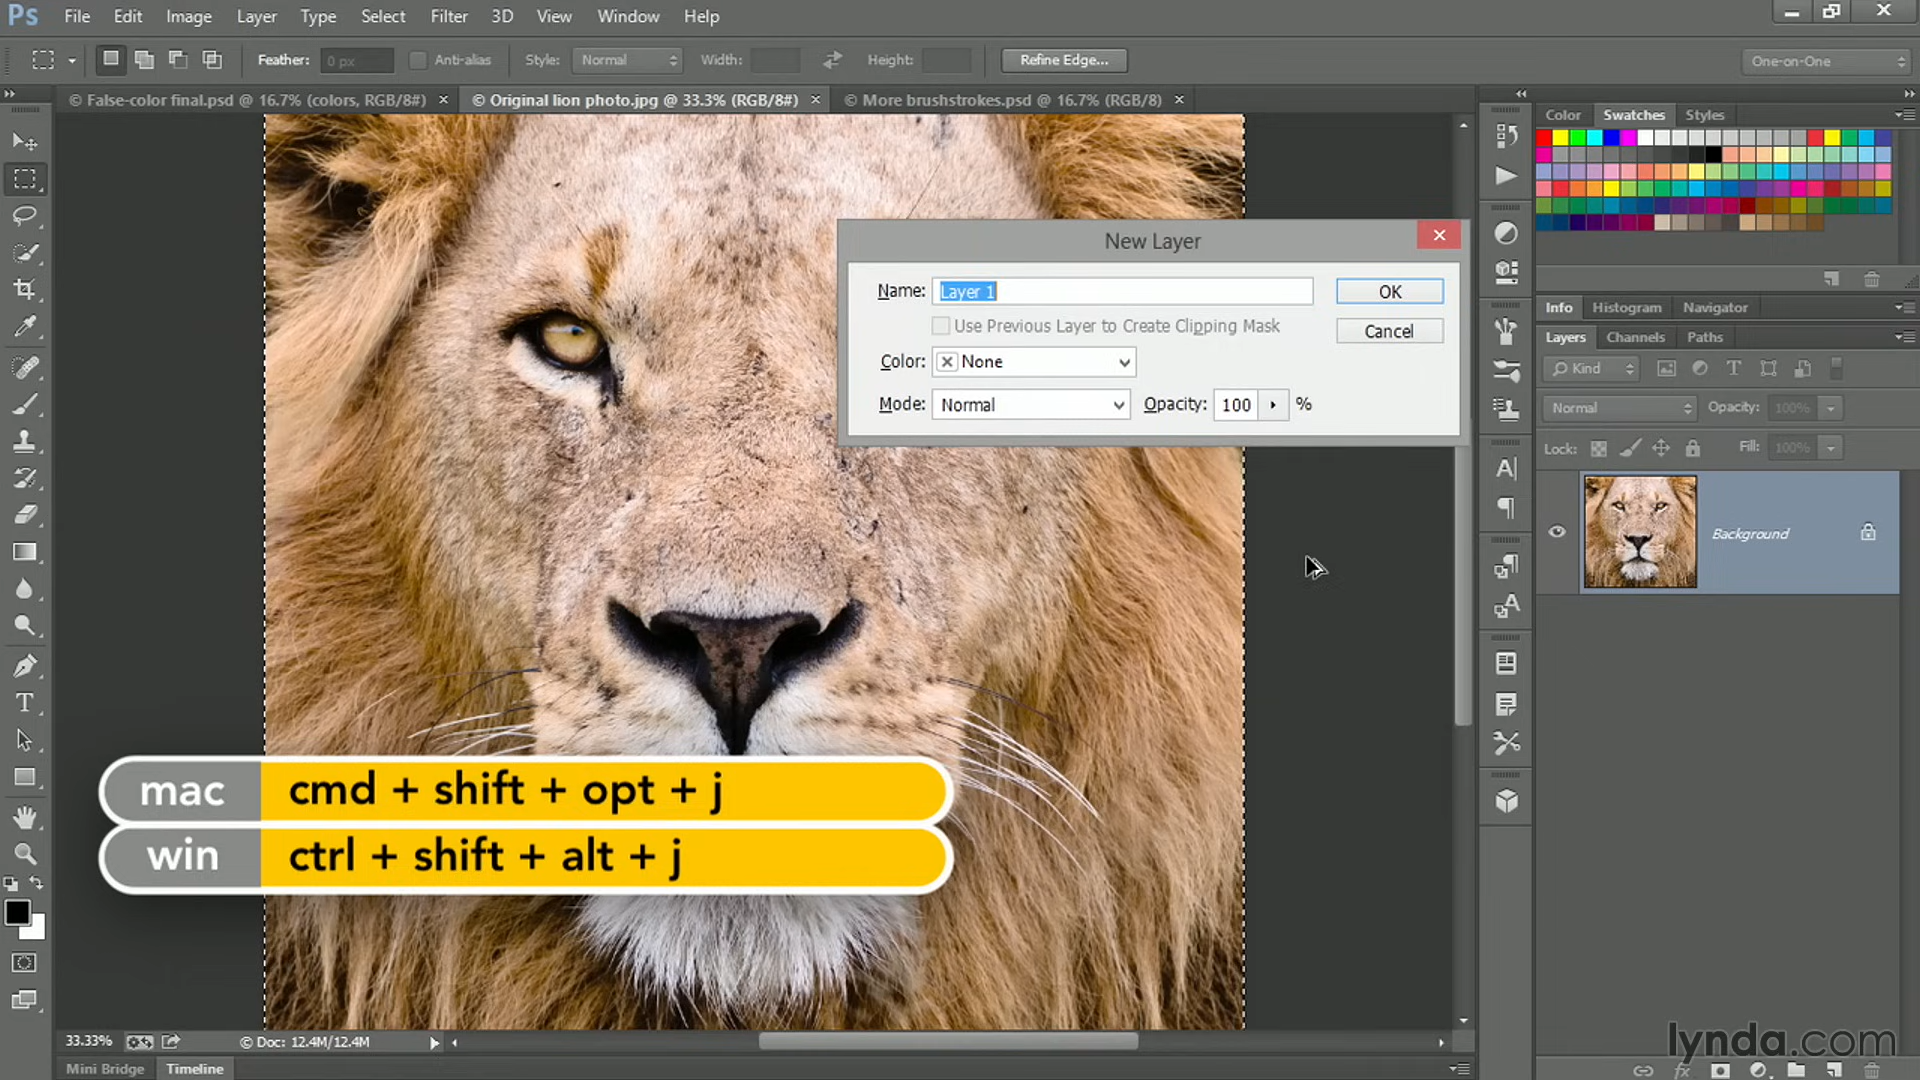 Ps File Edit Image Layer Type Select Filter 3D View Window Help
Feather: 0 px Anti-alias Style: Normal Width: Height: Refine Edge... One-on-One
© False-color final.psd @ 16.7% (colors, RGB/8#) × © Original lion photo.jpg @ 33.3% (RGB/8#) × © More brushstrokes.psd @ 16.7% (RGB/8) ×
Color Swatches Styles
New Layer
Name: Layer 1 OK
Use Previous Layer to Create Clipping Mask Cancel
Color: None
Mode: Normal Opacity: 100 %
Info Histogram Navigator
Layers Channels Paths
Kind
Normal Opacity: 100%
Lock: Fill: 100%
Background
mac cmd + shift + opt + j
win ctrl + shift + alt + j
33.33% © Doc: 12.4M/12.4M
Mini Bridge Timeline
lynda.com